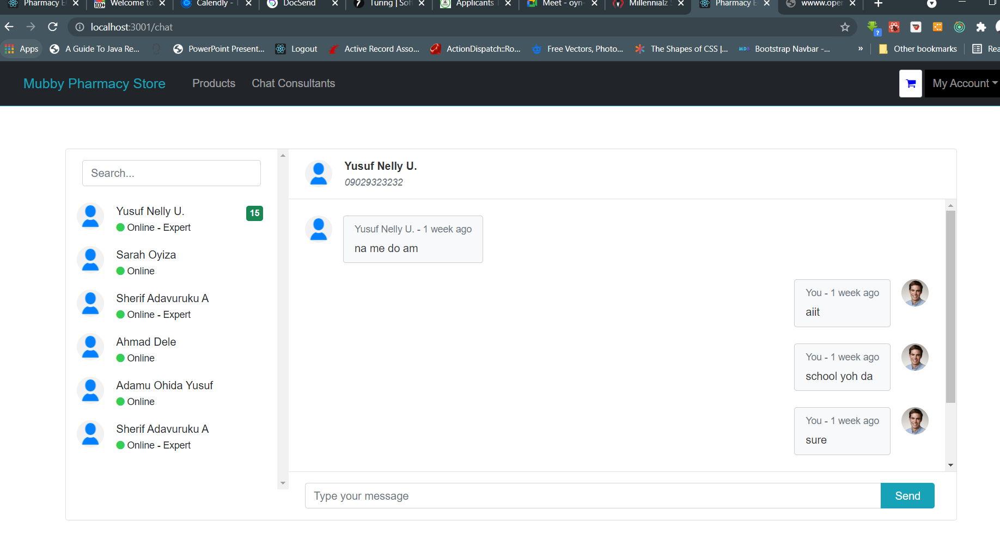 Pharmacy E
Welcome to
Calendly -
DocSend
Turing | Sof
Applicants
Meet - oyn-
Millennialz
Pharmacy E
wwww.oper
localhost:3001/chat
Apps
A Guide To Java Re...
PowerPoint Present...
Logout
Active Record Asso...
ActionDispatch::Ro...
Free Vectors, Photo...
The Shapes of CSS |...
MDB
Bootstrap Navbar -...
»
Other bookmarks
Rea
Mubby Pharmacy Store
Products
Chat Consultants
My Account
Search...
Yusuf Nelly U.
15
Online - Expert
Sarah Oyiza
Online
Sherif Adavuruku A
Online - Expert
Ahmad Dele
Online
Adamu Ohida Yusuf
Online
Sherif Adavuruku A
Online - Expert
Yusuf Nelly U.
09029323232
Yusuf Nelly U. - 1 week ago
na me do am
You - 1 week ago
aiit
You - 1 week ago
school yoh da
You - 1 week ago
sure
Type your message
Send